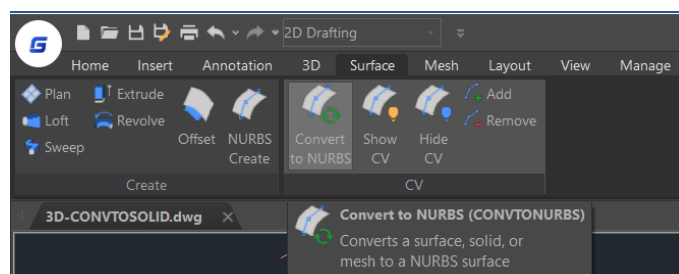 G
2D Drafting
Home Insert Annotation 3D Surface Mesh Layout View Manage
Plan Extrude
Loft Revolve
Sweep
Offset NURBS Create
Convert to NURBS
Show CV
Hide CV
Add
Remove
Create CV
3D-CONVTOSOLID.dwg
Convert to NURBS (CONVTONURBS)
Converts a surface, solid, or
mesh to a NURBS surface